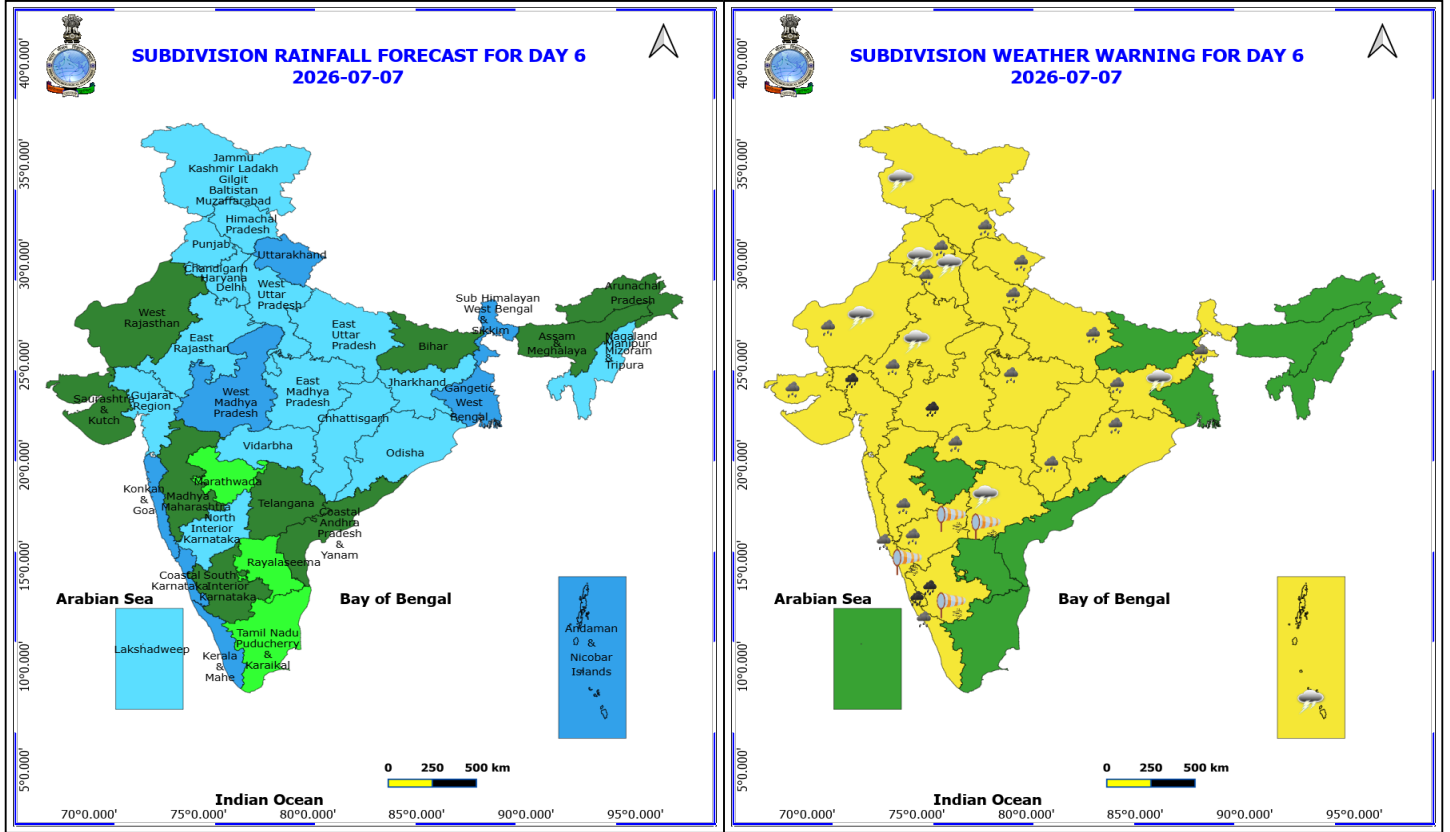 SUBDIVISION RAINFALL FORECAST FOR DAY 6
2026-07-07
40°0.000'
35°0.000'
30°0.000'
25°0.000'
20°0.000'
15°0.000'
10°0.000'
5°0.000'
Jammu
Kashmir Ladakh
Gilgit
Baltistan
Muzaffarabad
Himachal
Pradesh
Punjab
Uttarakhand
Chandigarh
Haryana
Delhi
West
Uttar
Pradesh
West
Rajasthan
East
Rajasthan
East
Uttar
Pradesh
Bihar
Sub Himalayan
West Bengal
&
Sikkim
Arunachal
Pradesh
Assam
&
Meghalaya
Nagaland
Manipur
Mizoram
&
Tripura
Saurashtra
&
Kutch
Gujarat
Region
West
Madhya
Pradesh
East
Madhya
Pradesh
Jharkhand
Gangetic
West
Bengal
Chhattisgarh
Vidarbha
Odisha
Konkan
&
Goa
Madhya
Maharashtra
Marathwada
Telangana
North
Interior
Karnataka
Coastal
Andhra
Pradesh
&
Yanam
Rayalaseema
Coastal
Karnataka
South
Interior
Karnataka
Tamil Nadu
Puducherry
&
Karaikal
Kerala
&
Mahe
Arabian Sea
Lakshadweep
Bay of Bengal
Andaman
&
Nicobar
Islands
0 250 500 km
Indian Ocean
70°0.000' 75°0.000' 80°0.000' 85°0.000' 90°0.000' 95°0.000'
SUBDIVISION WEATHER WARNING FOR DAY 6
2026-07-07
40°0.000'
35°0.000'
30°0.000'
25°0.000'
20°0.000'
15°0.000'
10°0.000'
5°0.000'
Arabian Sea
Bay of Bengal
0 250 500 km
Indian Ocean
70°0.000' 75°0.000' 80°0.000' 85°0.000' 90°0.000' 95°0.000'